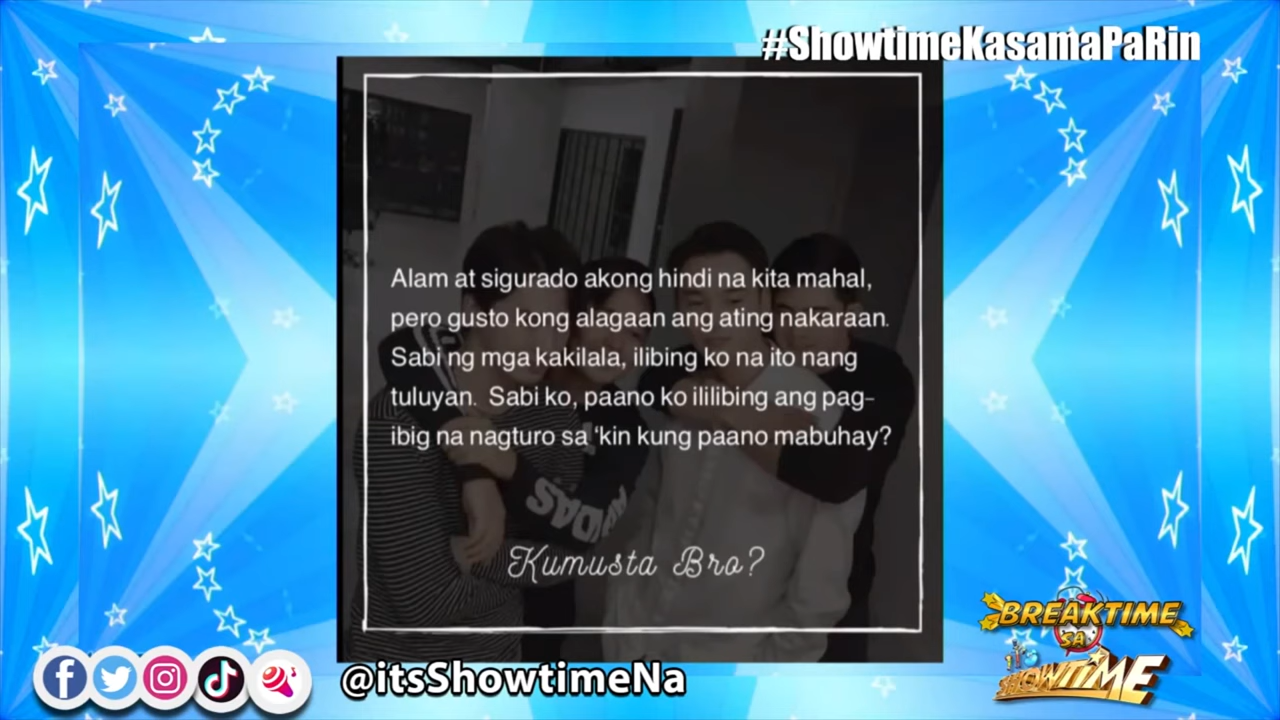 #ShowtimeKasamaPaRin
Alam at sigurado akong hindi na kita mahal,
pero gusto kong alagaan ang ating nakaraan.
Sabi ng mga kakilala, ilibing ko na ito nang
tuluyan. Sabi ko, paano ko ililibing ang pag-
ibig na nagturo sa ‘kin kung paano mabuhay?
Kumusta Bro?
BREAKTIME
SA
it's
SHOWTIME
@itsShowtimeNa